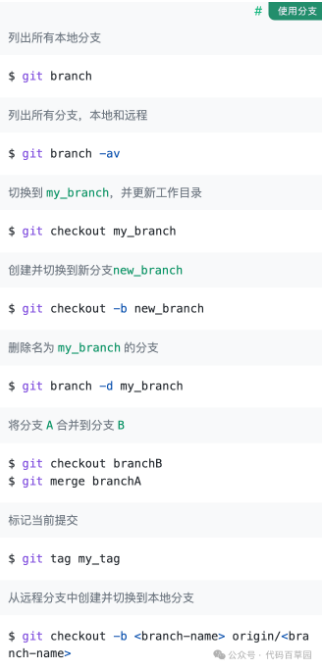 # 使用分支
列出所有本地分支
$ git branch
列出所有分支，本地和远程
$ git branch -av
切换到 my_branch，并更新工作目录
$ git checkout my_branch
创建并切换到新分支new_branch
$ git checkout -b new_branch
删除名为 my_branch 的分支
$ git branch -d my_branch
将分支 A 合并到分支 B
$ git checkout branchB
$ git merge branchA
标记当前提交
$ git tag my_tag
从远程分支中创建并切换到本地分支
$ git checkout -b <branch-name> origin/<bra
nch-name>
公众号 · 代码百草园